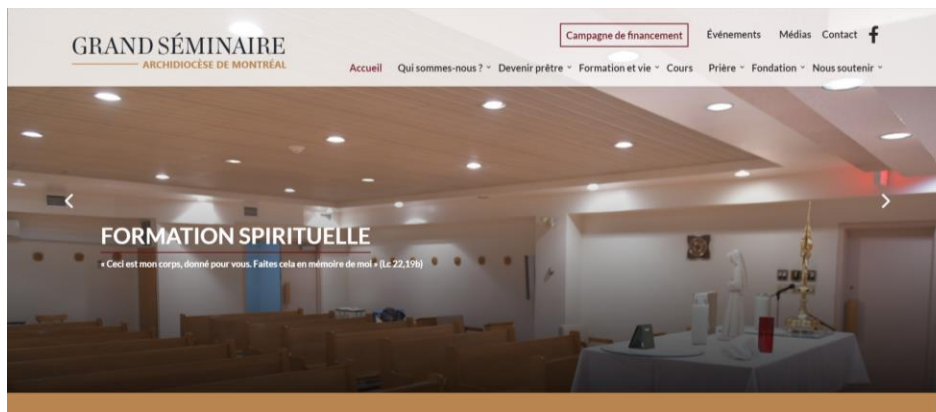 GRAND SÉMINAIRE
ARCHIDIOCÈSE DE MONTRÉAL
Campagne de financement Événements Médias Contact
Accueil Qui sommes-nous ? Devenir prêtre Formation et vie Cours Prière Fondation Nous soutenir
FORMATION SPIRITUELLE
« Ceci est mon corps, donné pour vous. Faites cela en mémoire de moi » (Lc 22,19b)